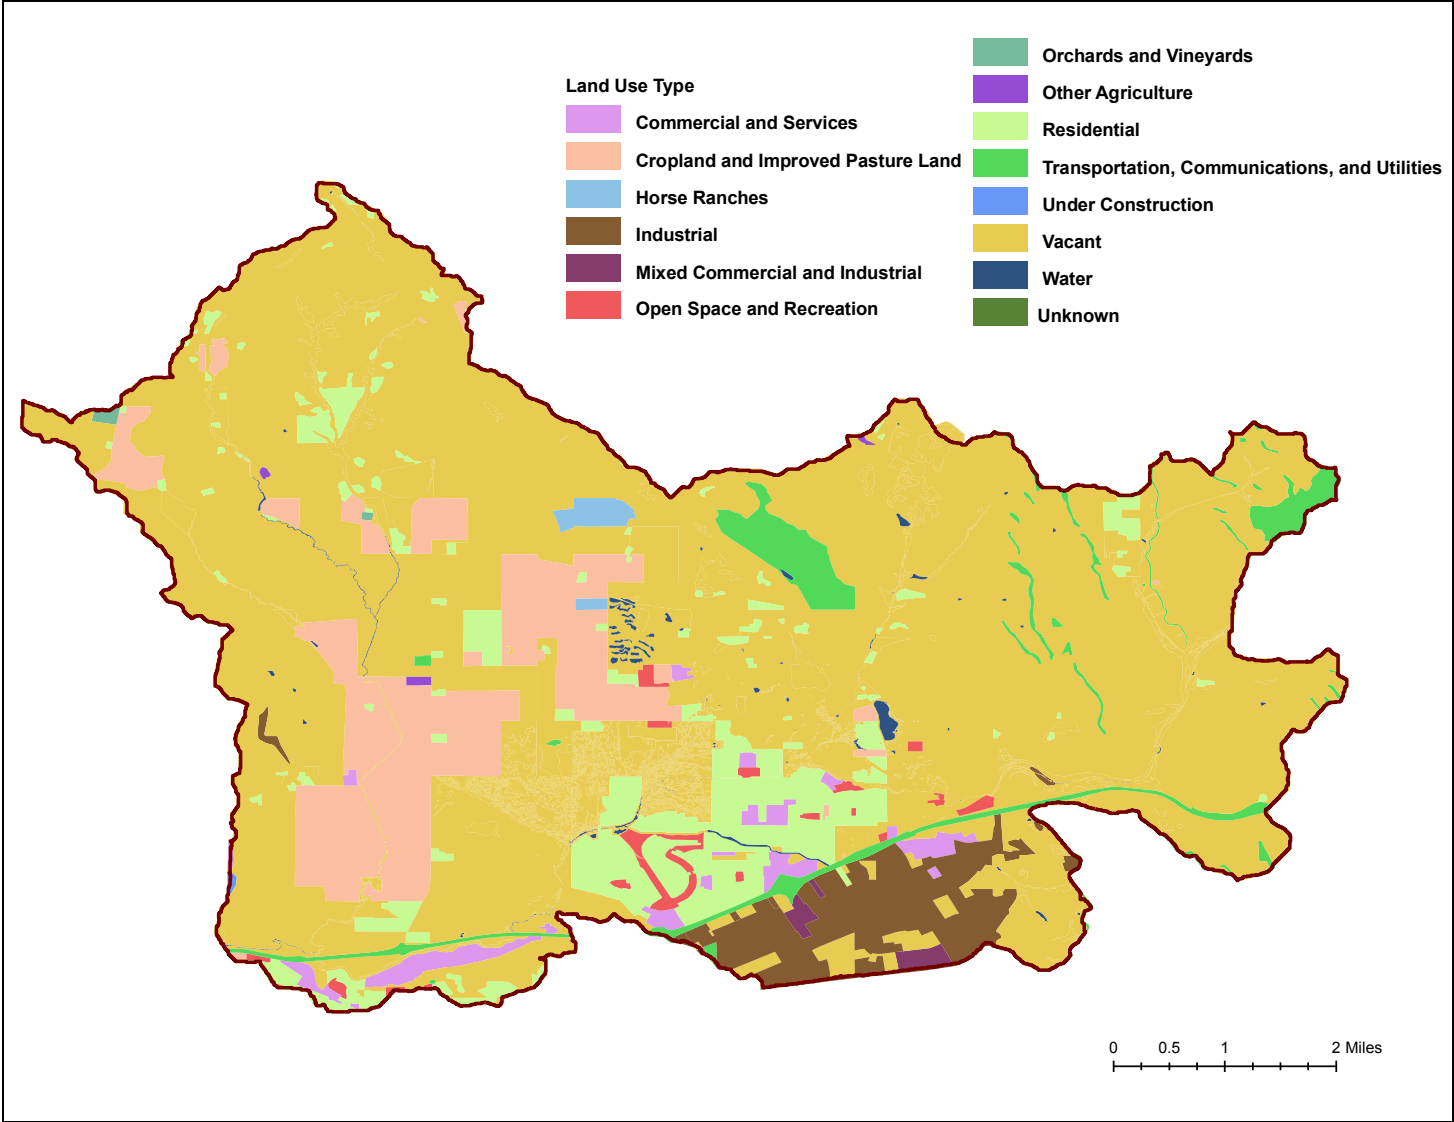 Land Use Type
Commercial and Services
Cropland and Improved Pasture Land
Horse Ranches
Industrial
Mixed Commercial and Industrial
Open Space and Recreation
Orchards and Vineyards
Other Agriculture
Residential
Transportation, Communications, and Utilities
Under Construction
Vacant
Water
Unknown
0 0.5 1 2 Miles